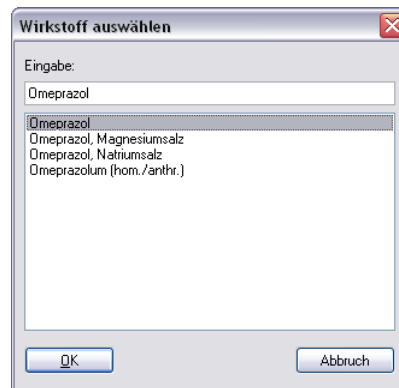 Wirkstoff auswählen
Eingabe:
Omeprazol
Omeprazol
Omeprazol, Magnesiumsalz
Omeprazol, Natriumsalz
Omeprazolum (hom./anthr.)
OK
Abbruch